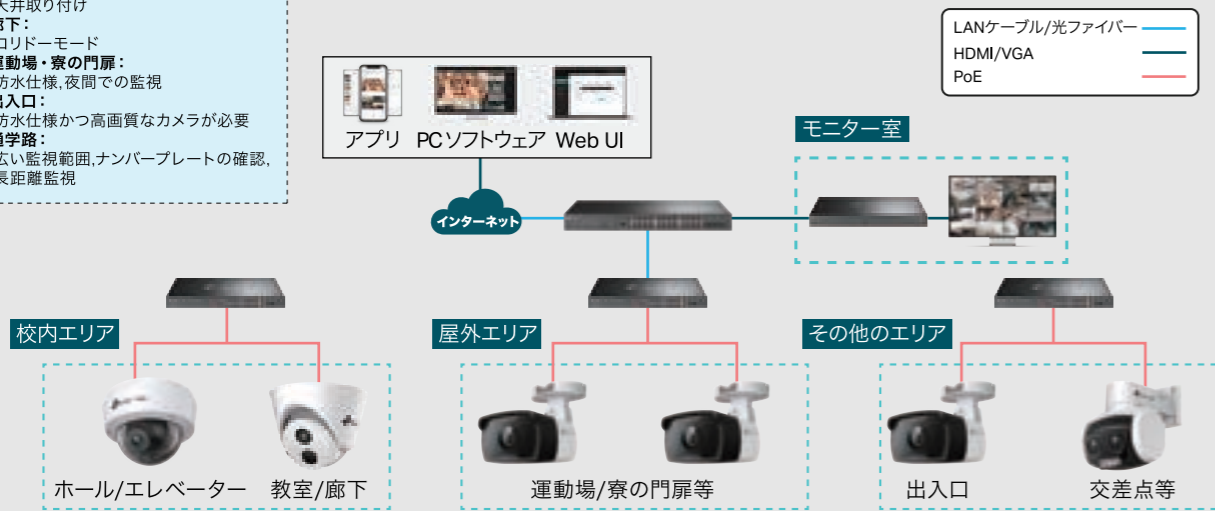 天井取り付け
廊下：
コリドーモード
運動場・寮の門扉：
防水仕様,夜間での監視
出入口：
防水仕様かつ高画質なカメラが必要
通学路：
広い監視範囲,ナンバープレートの確認,
長距離監視
LANケーブル/光ファイバー
HDMI/VGA
PoE
アプリ PCソフトウェア Web UI
モニター室
インターネット
校内エリア
屋外エリア
その他のエリア
ホール/エレベーター
教室/廊下
運動場/寮の門扉等
出入口
交差点等